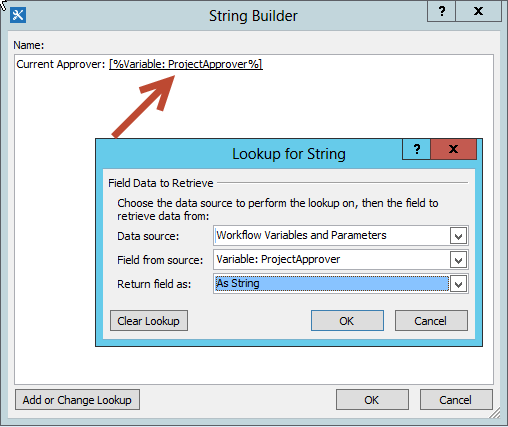 String Builder
?
x
Name:
Current Approver: [%Variable: ProjectApprover%]
Lookup for String
?
x
Field Data to Retrieve
Choose the data source to perform the lookup on, then the field to
retrieve data from:
Data source: Workflow Variables and Parameters
Field from source: Variable: ProjectApprover
Return field as: As String
Clear Lookup OK Cancel
Add or Change Lookup OK Cancel